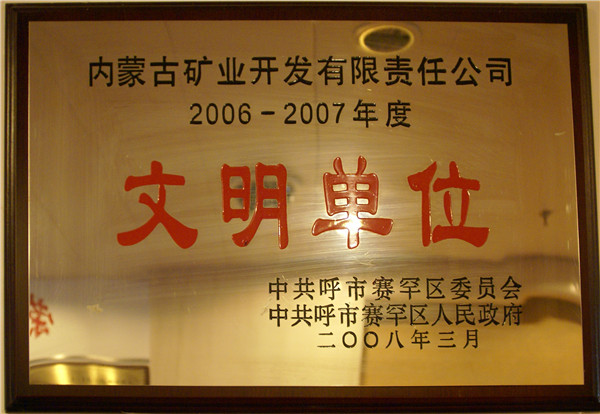 内蒙古矿业开发有限责任公司
2006-2007年度
文明单位
中共呼市赛罕区委员会
中共呼市赛罕区人民政府
二〇〇八年三月